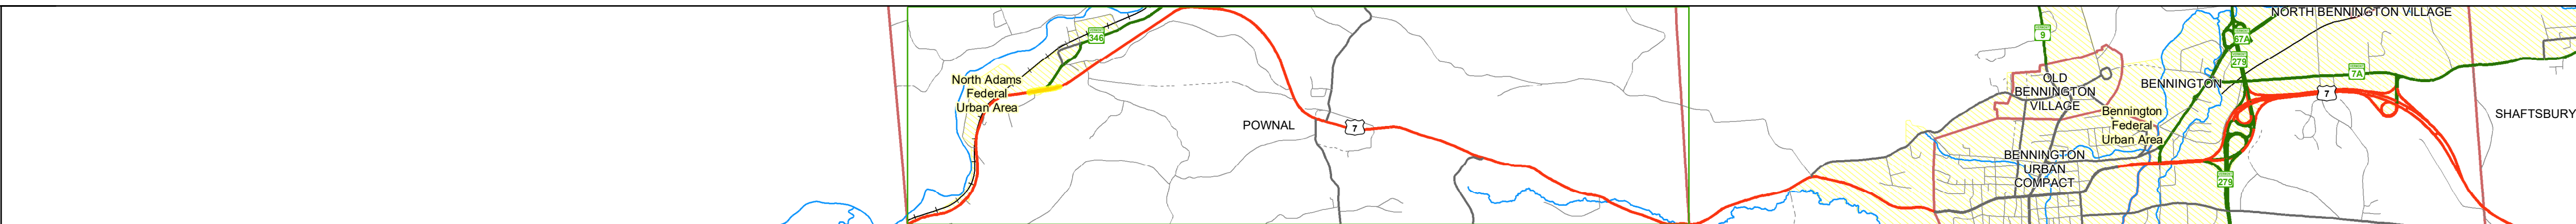 346
North Adams
Federal
Urban Area
POWNAL
7
9
OLD
BENNINGTON
VILLAGE
BENNINGTON
Bennington
Federal
Urban Area
BENNINGTON
URBAN
COMPACT
NORTH BENNINGTON VILLAGE
67A
279
7A
7
279
SHAFTSBURY